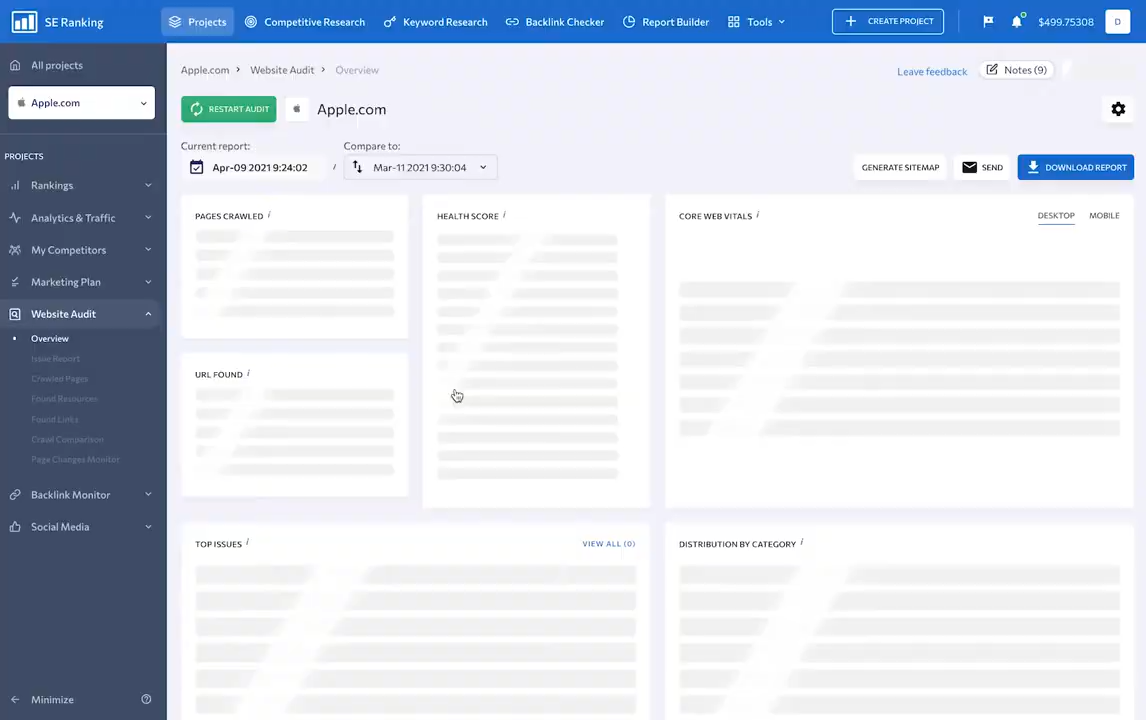 SE Ranking
Projects
Competitive Research
Keyword Research
Backlink Checker
Report Builder
Tools
CREATE PROJECT
$499.75308
D
All projects
Apple.com
PROJECTS
Rankings
Analytics & Traffic
My Competitors
Marketing Plan
Website Audit
Overview
Issue Report
Crawled Pages
Found Resources
Found Links
Crawl Comparison
Page Changes Monitor
Backlink Monitor
Social Media
Minimize
Apple.com > Website Audit > Overview
Leave feedback
Notes (9)
RESTART AUDIT
Apple.com
Current report:
Compare to:
Apr-09 2021 9:24:02 / Mar-11 2021 9:30:04
GENERATE SITEMAP
SEND
DOWNLOAD REPORT
PAGES CRAWLED i
HEALTH SCORE i
CORE WEB VITALS i
DESKTOP
MOBILE
URL FOUND i
TOP ISSUES i
VIEW ALL (0)
DISTRIBUTION BY CATEGORY i